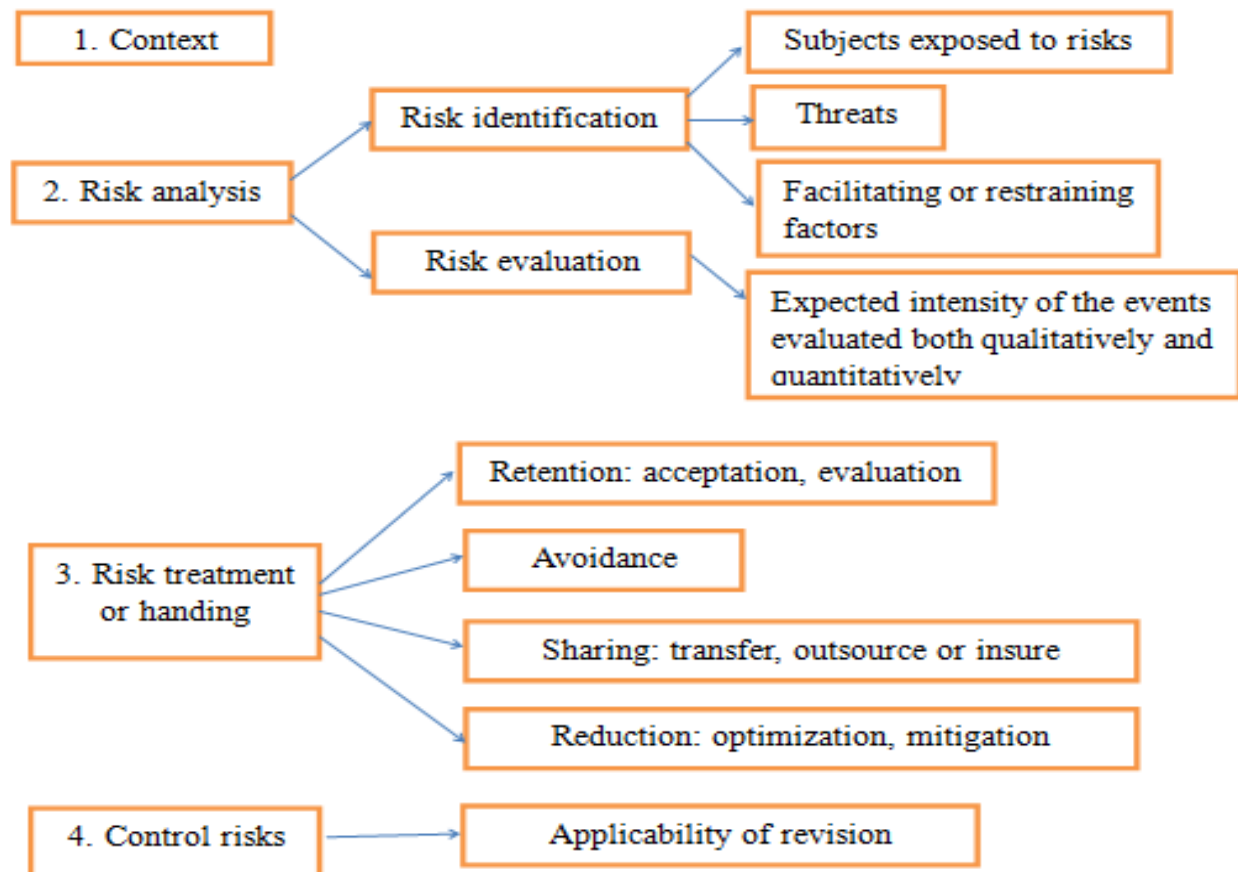 1. Context
Subjects exposed to risks
Risk identification
Threats
2. Risk analysis
Facilitating or restraining
factors
Risk evaluation
Expected intensity of the events
evaluated both qualitatively and
quantitatively
Retention: acceptation, evaluation
3. Risk treatment
or handing
Avoidance
Sharing: transfer, outsource or insure
Reduction: optimization, mitigation
4. Control risks
Applicability of revision